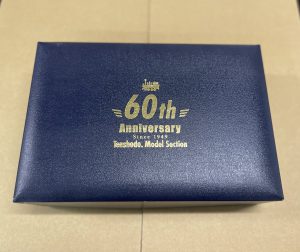 60th
Anniversary
Since 1949
Tenshodo. Model Section